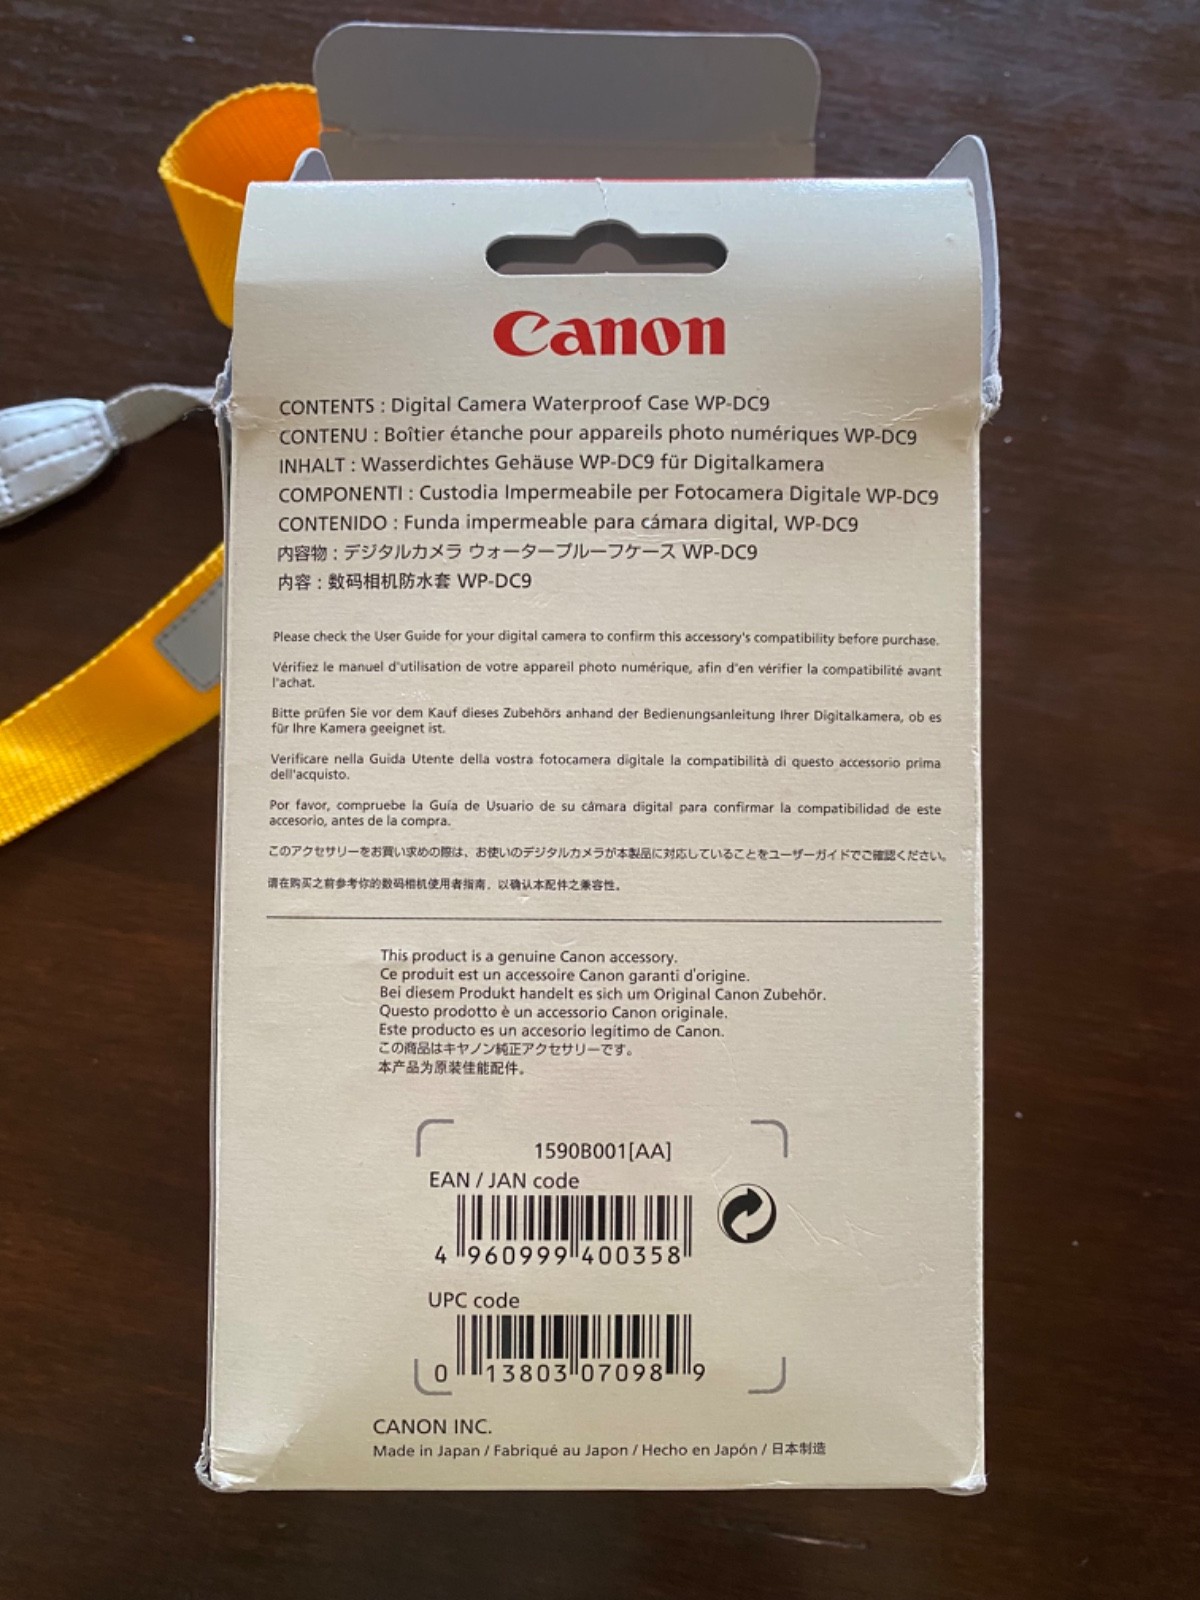 Canon
CONTENTS : Digital Camera Waterproof Case WP-DC9
CONTENU : Boîtier étanche pour appareils photo numériques WP-DC9
INHALT : Wasserdichtes Gehäuse WP-DC9 für Digitalkamera
COMPONENTI : Custodia Impermeabile per Fotocamera Digitale WP-DC9
CONTENIDO : Funda impermeable para cámara digital, WP-DC9
内容物 : デジタルカメラ ウォータープルーフケース WP-DC9
内容 : 数码相机防水套 WP-DC9
Please check the User Guide for your digital camera to confirm this accessory's compatibility before purchase.
Vérifiez le manuel d'utilisation de votre appareil photo numérique, afin d'en vérifier la compatibilité avant
l'achat.
Bitte prüfen Sie vor dem Kauf dieses Zubehörs anhand der Bedienungsanleitung Ihrer Digitalkamera, ob es
für Ihre Kamera geeignet ist.
Verificare nella Guida Utente della vostra fotocamera digitale la compatibilità di questo accessorio prima
dell'acquisto.
Por favor, compruebe la Guía de Usuario de su cámara digital para confirmar la compatibilidad de este
accesorio, antes de la compra.
このアクセサリーをお買い求めの際は、お使いのデジタルカメラが本製品に対応していることをユーザーガイドでご確認ください。
请在购买之前参考你的数码相机使用者指南，以确认本配件之兼容性。
This product is a genuine Canon accessory.
Ce produit est un accessoire Canon garanti d'origine.
Bei diesem Produkt handelt es sich um Original Canon Zubehör.
Questo prodotto è un accessorio Canon originale.
Este producto es un accesorio legítimo de Canon.
この商品はキヤノン純正アクセサリーです。
本产品为原装佳能配件。
1590B001[AA]
EAN / JAN code
4 960999 400358
UPC code
0 13803 07098 9
CANON INC.
Made in Japan / Fabriqué au Japon / Hecho en Japón / 日本制造